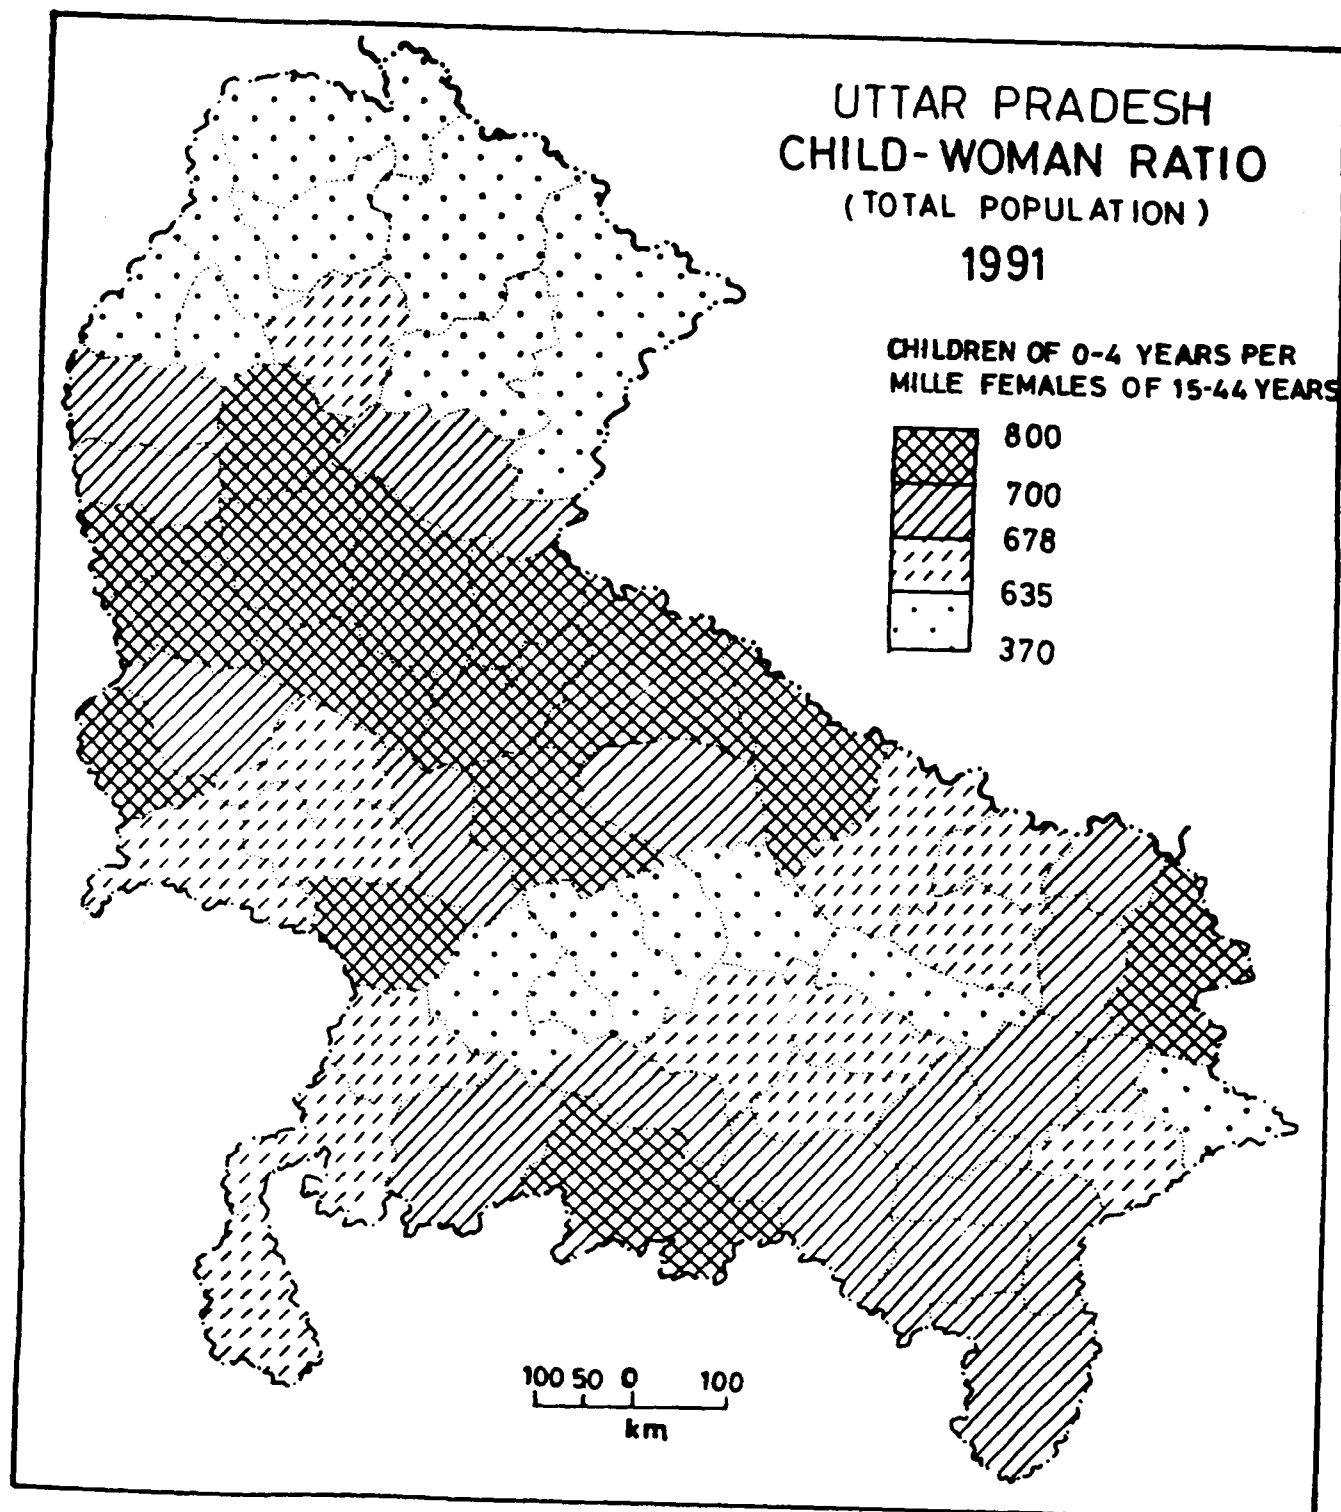 UTTAR PRADESH
CHILD-WOMAN RATIO
(TOTAL POPULATION)
1991
CHILDREN OF 0-4 YEARS PER
MILLE FEMALES OF 15-44 YEARS
800
700
678
635
370
100 50 0 100
km